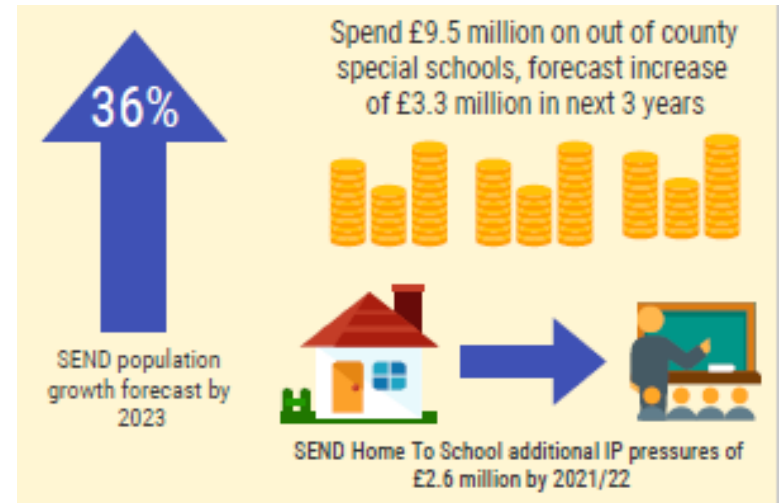 36%
SEND population
growth forecast by
2023
Spend £9.5 million on out of county
special schools, forecast increase
of £3.3 million in next 3 years
SEND Home To School additional IP pressures of
£2.6 million by 2021/22